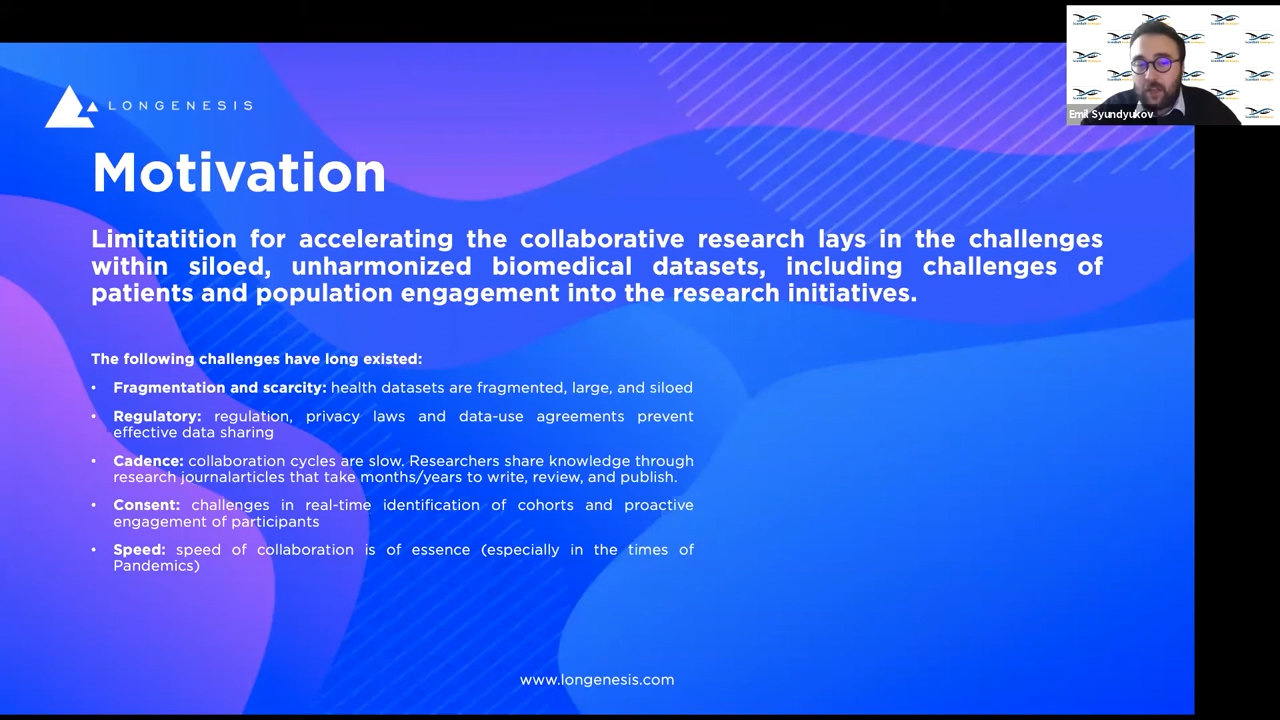 Emil Syundyukov
LONGENESIS
Motivation
Limitatition for accelerating the collaborative research lays in the challenges
within siloed, unharmonized biomedical datasets, including challenges of
patients and population engagement into the research initiatives.
The following challenges have long existed:
• Fragmentation and scarcity: health datasets are fragmented, large, and siloed
• Regulatory: regulation, privacy laws and data-use agreements prevent
effective data sharing
• Cadence: collaboration cycles are slow. Researchers share knowledge through
research journalarticles that take months/years to write, review, and publish.
• Consent: challenges in real-time identification of cohorts and proactive
engagement of participants
• Speed: speed of collaboration is of essence (especially in the times of
Pandemics)
www.longenesis.com